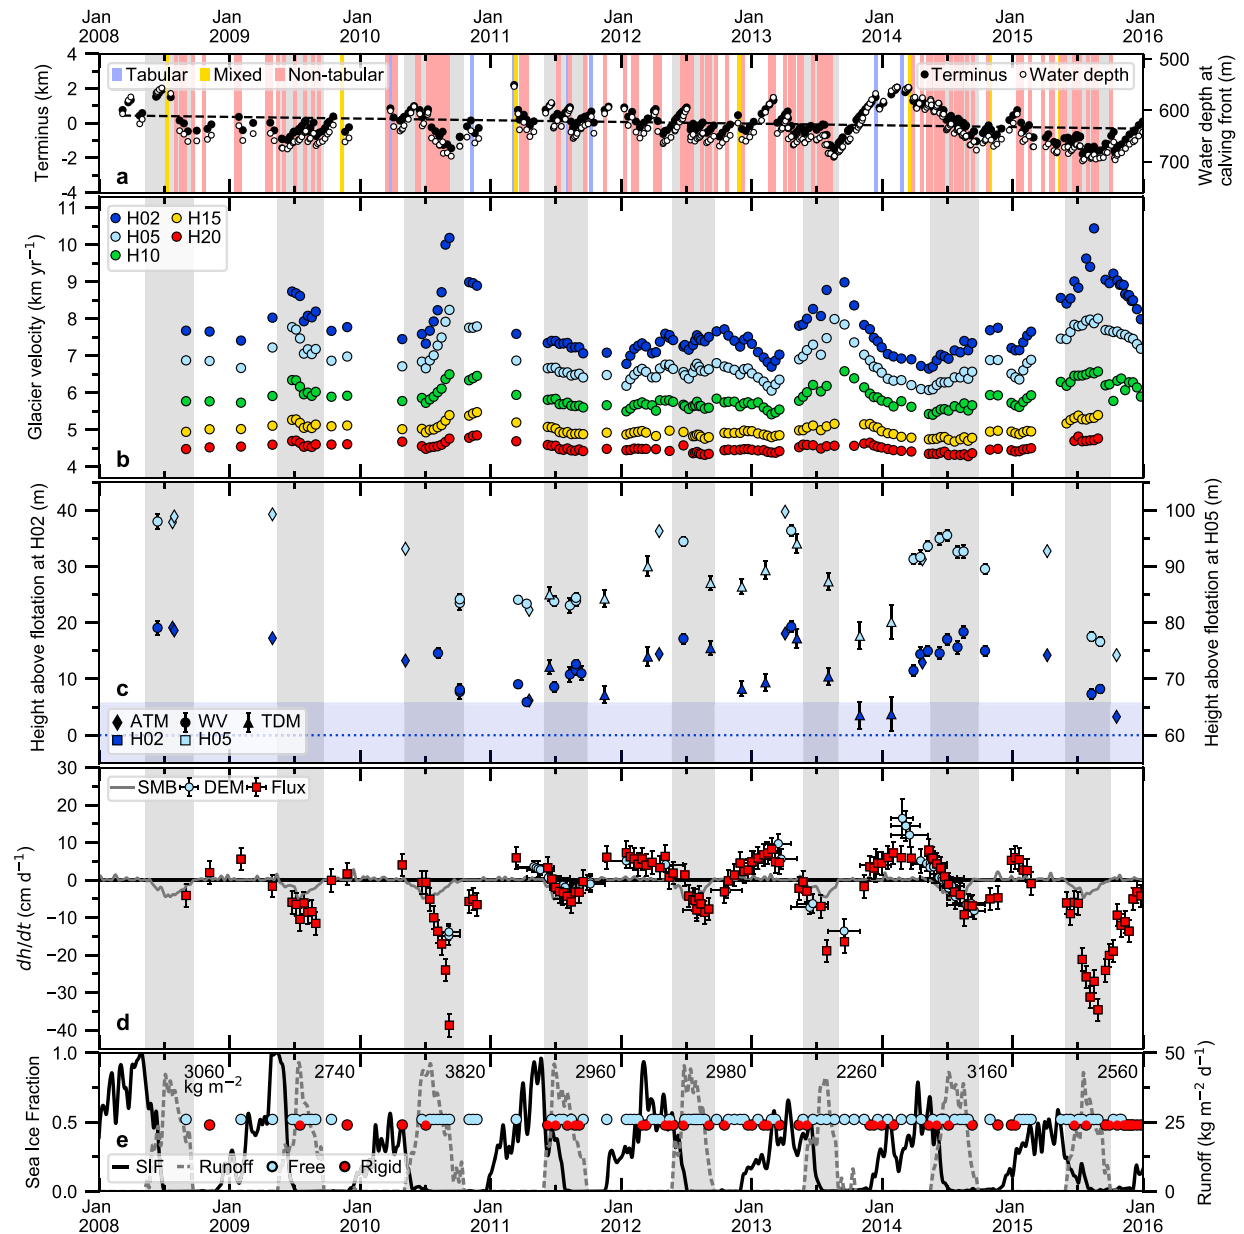 Jan Jan Jan Jan Jan Jan Jan Jan Jan
2008 2009 2010 2011 2012 2013 2014 2015 2016
Terminus (km)
4
2
0
−2
−4
Tabular Mixed Non-tabular
Terminus Water depth
a
500
600
700
Water depth at
calving front (m)
Glacier velocity (km yr−1)
11
10
9
8
7
6
5
4
H02 H15
H05 H20
H10
b
Height above flotation at H02 (m)
40
30
20
10
0
c
ATM WV TDM
H02 H05
100
90
80
70
60
Height above flotation at H05 (m)
dh/dt (cm d−1)
30
20
10
0
−10
−20
−30
−40
SMB DEM Flux
d
Sea Ice Fraction
1.0
0.5
0.0
3060 2740 3820 2960 2980 2260 3160 2560
kg m−2
e
SIF Runoff Free Rigid
50
25
0
Runoff (kg m−2 d−1)
Jan Jan Jan Jan Jan Jan Jan Jan Jan
2008 2009 2010 2011 2012 2013 2014 2015 2016